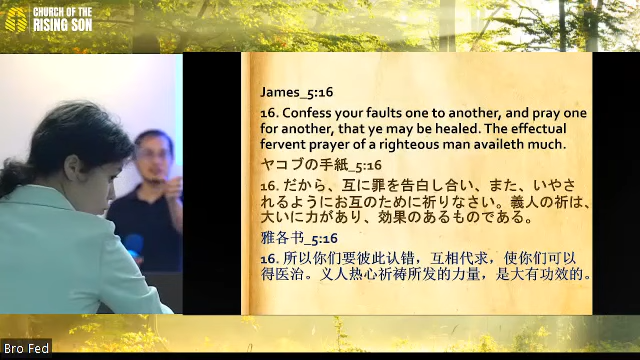 CHURCH OF THE
RISING SON
James_5:16
16. Confess your faults one to another, and pray one
for another, that ye may be healed. The effectual
fervent prayer of a righteous man availeth much.
ヤコブの手紙_5:16
16. だから、互に罪を告白し合い、また、いやさ
れるようにお互のために祈りなさい。義人の祈は、
大いに力があり、効果のあるものである。
雅各书_5:16
16. 所以你们要彼此认错，互相代求，使你们可以
得医治。义人热心祈祷所发的力量，是大有功效的。
Bro Fed